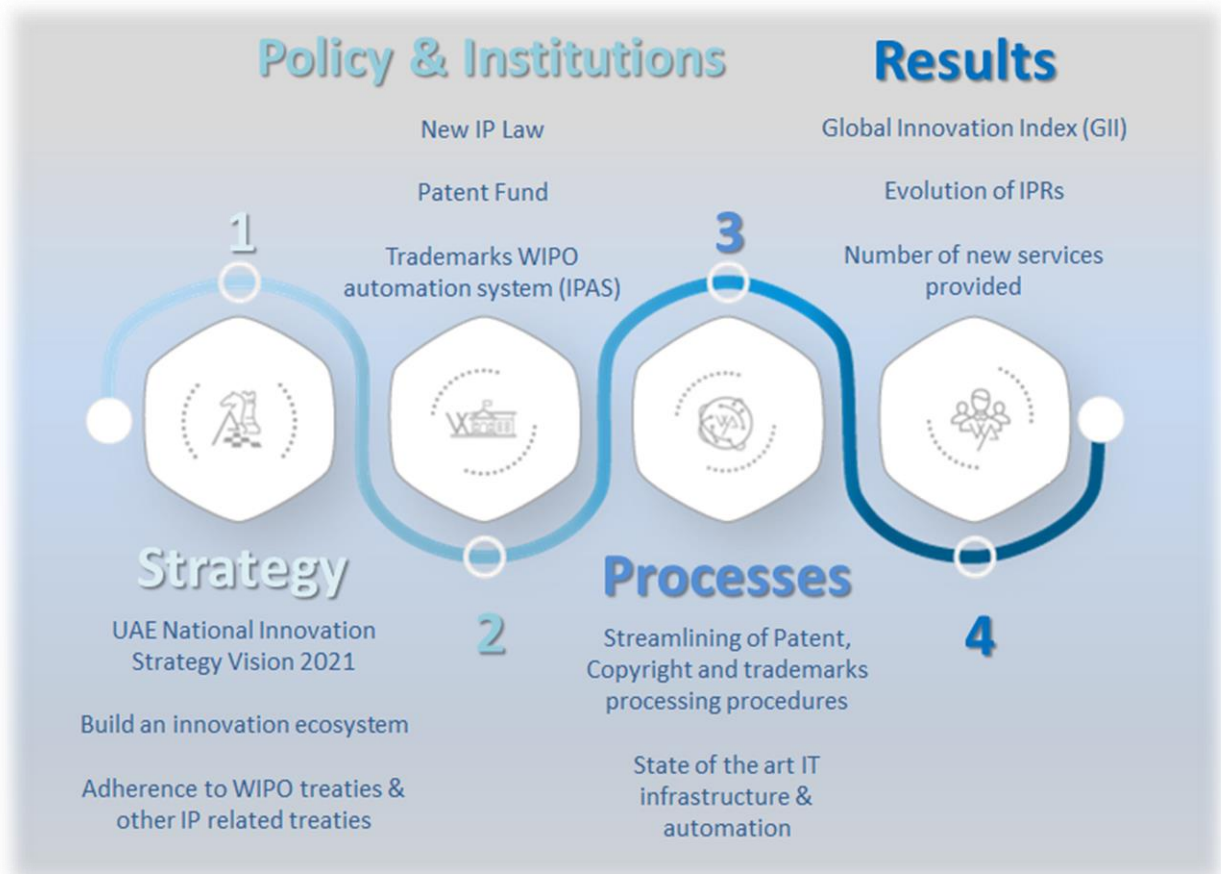 Policy & Institutions
New IP Law
Patent Fund
Trademarks WIPO
automation system (IPAS)
Results
Global Innovation Index (GII)
Evolution of IPRs
Number of new services
provided
1
3
Strategy
UAE National Innovation
Strategy Vision 2021
Build an innovation ecosystem
Adherence to WIPO treaties &
other IP related treaties
2
Processes
Streamlining of Patent,
Copyright and trademarks
processing procedures
State of the art IT
infrastructure &
automation
4